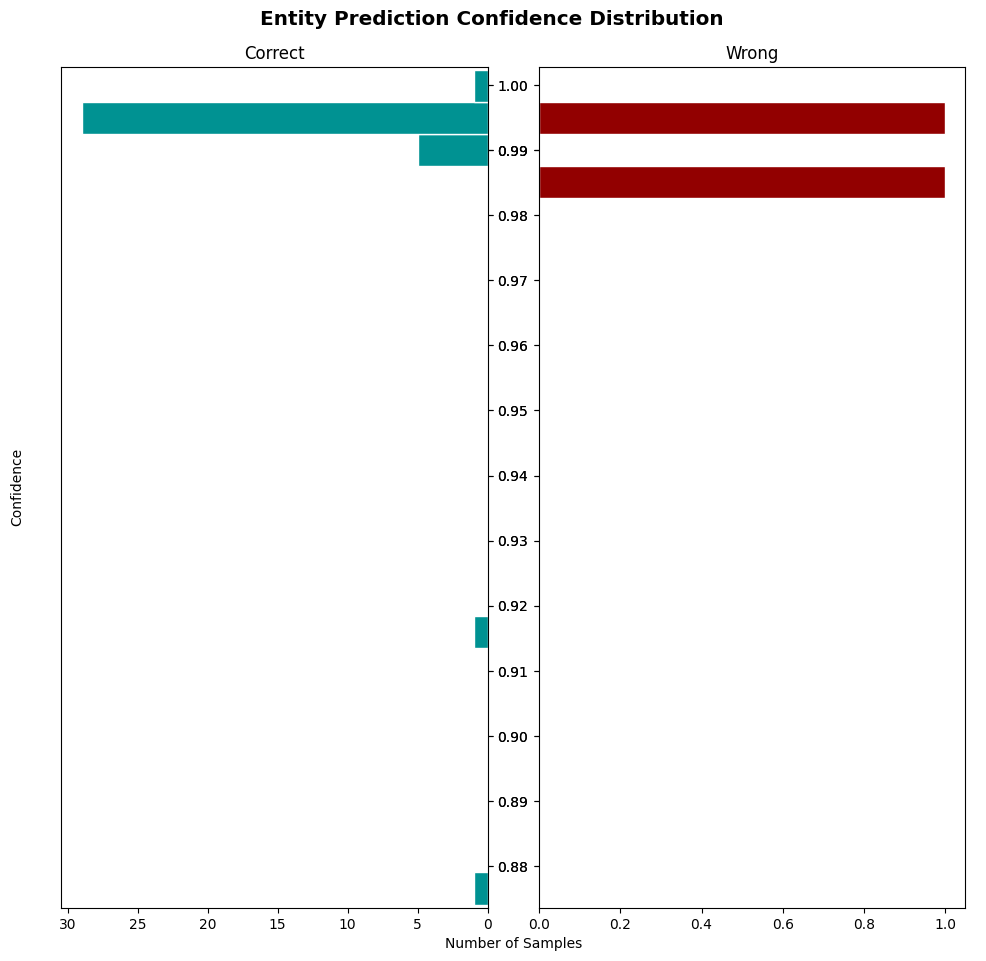 Entity Prediction Confidence Distribution
Correct
Wrong
1.00
0.99
0.98
0.97
0.96
0.95
0.94
0.93
0.92
0.91
0.90
0.89
0.88
Confidence
30 25 20 15 10 5 0
0.0 0.2 0.4 0.6 0.8 1.0
Number of Samples